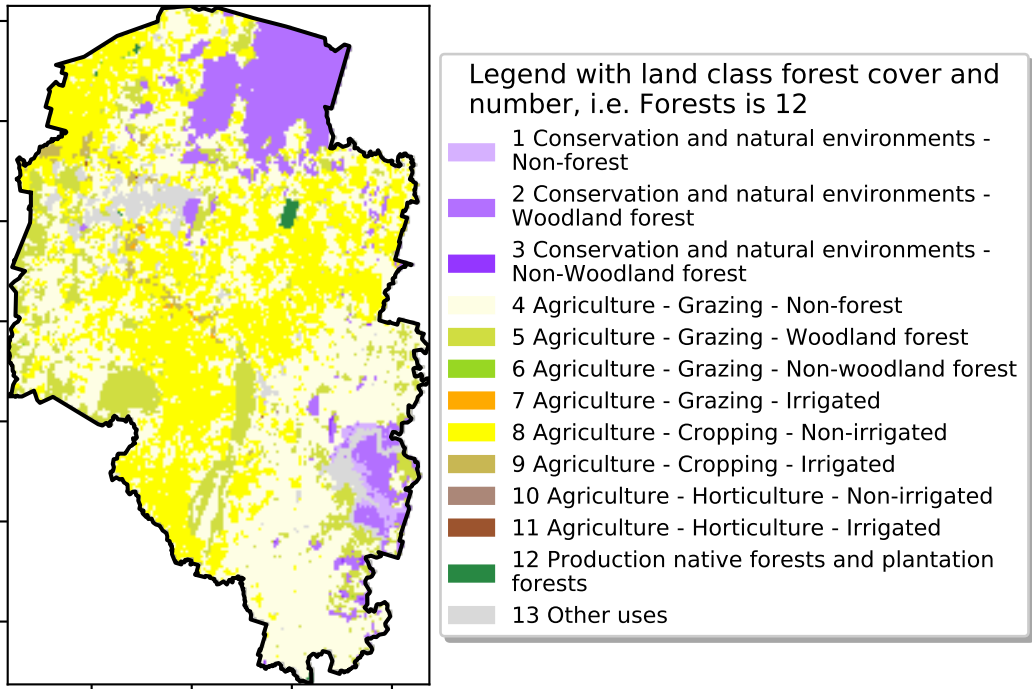 Legend with land class forest cover and
number, i.e. Forests is 12
1 Conservation and natural environments -
Non-forest
2 Conservation and natural environments -
Woodland forest
3 Conservation and natural environments -
Non-Woodland forest
4 Agriculture - Grazing - Non-forest
5 Agriculture - Grazing - Woodland forest
6 Agriculture - Grazing - Non-woodland forest
7 Agriculture - Grazing - Irrigated
8 Agriculture - Cropping - Non-irrigated
9 Agriculture - Cropping - Irrigated
10 Agriculture - Horticulture - Non-irrigated
11 Agriculture - Horticulture - Irrigated
12 Production native forests and plantation
forests
13 Other uses